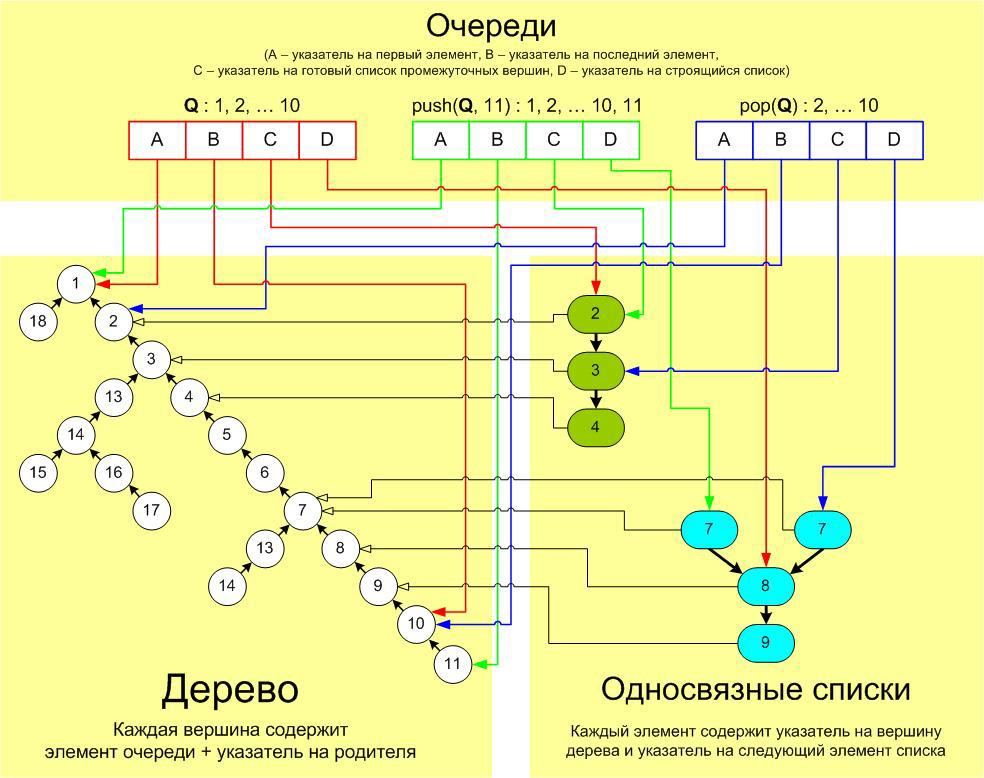 Очереди
(A – указатель на первый элемент, B – указатель на последний элемент,
C – указатель на готовый список промежуточных вершин, D – указатель на строящийся список)
Q : 1, 2, … 10
push(Q, 11) : 1, 2, … 10, 11
pop(Q) : 2, … 10
A B C D
A B C D
A B C D
1
18
2
3
13
4
14
5
15
16
6
17
7
13
8
14
9
10
11
2
3
4
7
7
8
9
Дерево
Каждая вершина содержит
элемент очереди + указатель на родителя
Односвязные списки
Каждый элемент содержит указатель на вершину
дерева и указатель на следующий элемент списка